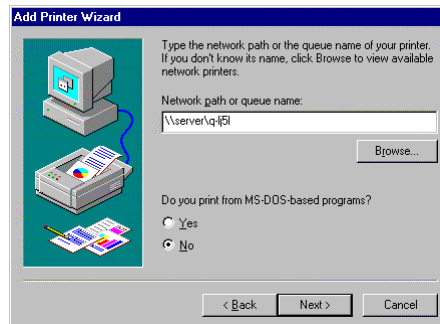 Add Printer Wizard
Type the network path or the queue name of your printer.
If you don't know its name, click Browse to view available
network printers.
Network path or queue name:
\\server\q-lj5l
Browse...
Do you print from MS-DOS-based programs?
Yes
No
< Back
Next >
Cancel